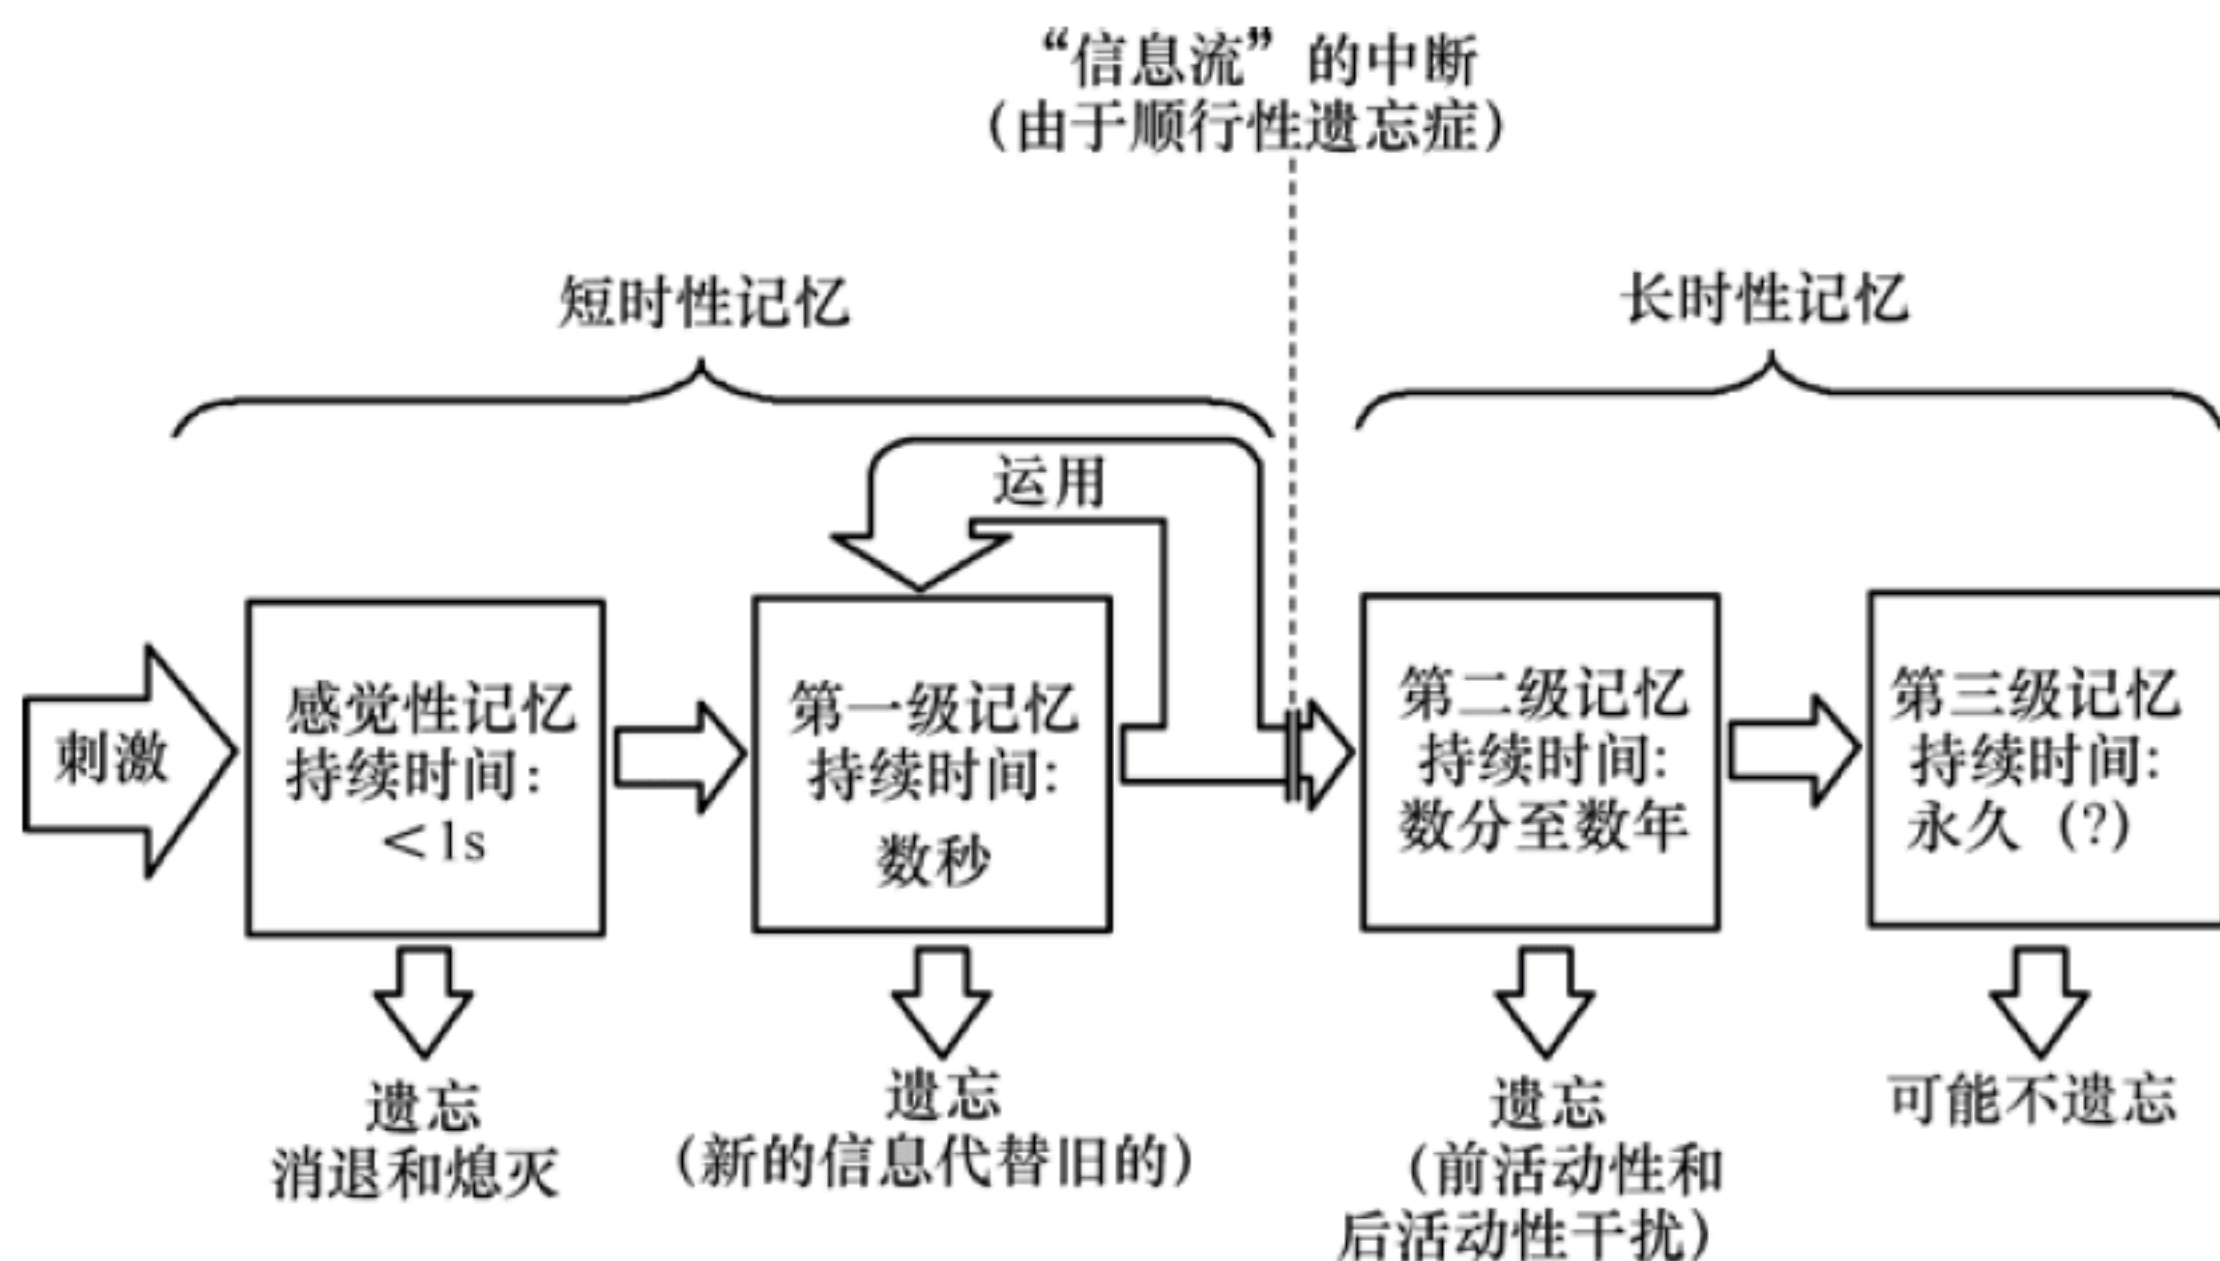 “信息流”的中断
(由于顺行性遗忘症)
短时性记忆
长时性记忆
运用
刺激
感觉性记忆
持续时间:
<1s
第一级记忆
持续时间:
数秒
第二级记忆
持续时间:
数分至数年
第三级记忆
持续时间:
永久(?)
遗忘
消退和熄灭
遗忘
(新的信息代替旧的)
遗忘
(前活动性和
后活动性干扰)
可能不遗忘